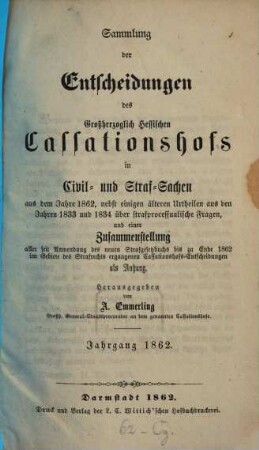 Sammlung
der
Entscheidungen
des
Großherzoglich Hessischen
Cassationshofs
in
Civil- und Straf-Sachen
aus dem Jahre 1862, nebst einigen älteren Urtheilen aus den
Jahren 1833 und 1834 über strafprocessualische Fragen,
und einer
Zusammenstellung
aller seit Anwendung des neuen Strafgesetzbuchs bis zu Ende 1862
im Gebiete des Strafrechts ergangenen Cassationshofs-Entscheidungen
als Anhang.
Herausgegeben
von
A. Emmerling
Großh. General-Staatsprocurator an dem genannten Cassationshofe.
Jahrgang 1862.
Darmstadt 1862.
Druck und Verlag der L. C. Wittich'schen Hofbuchdruckerei.